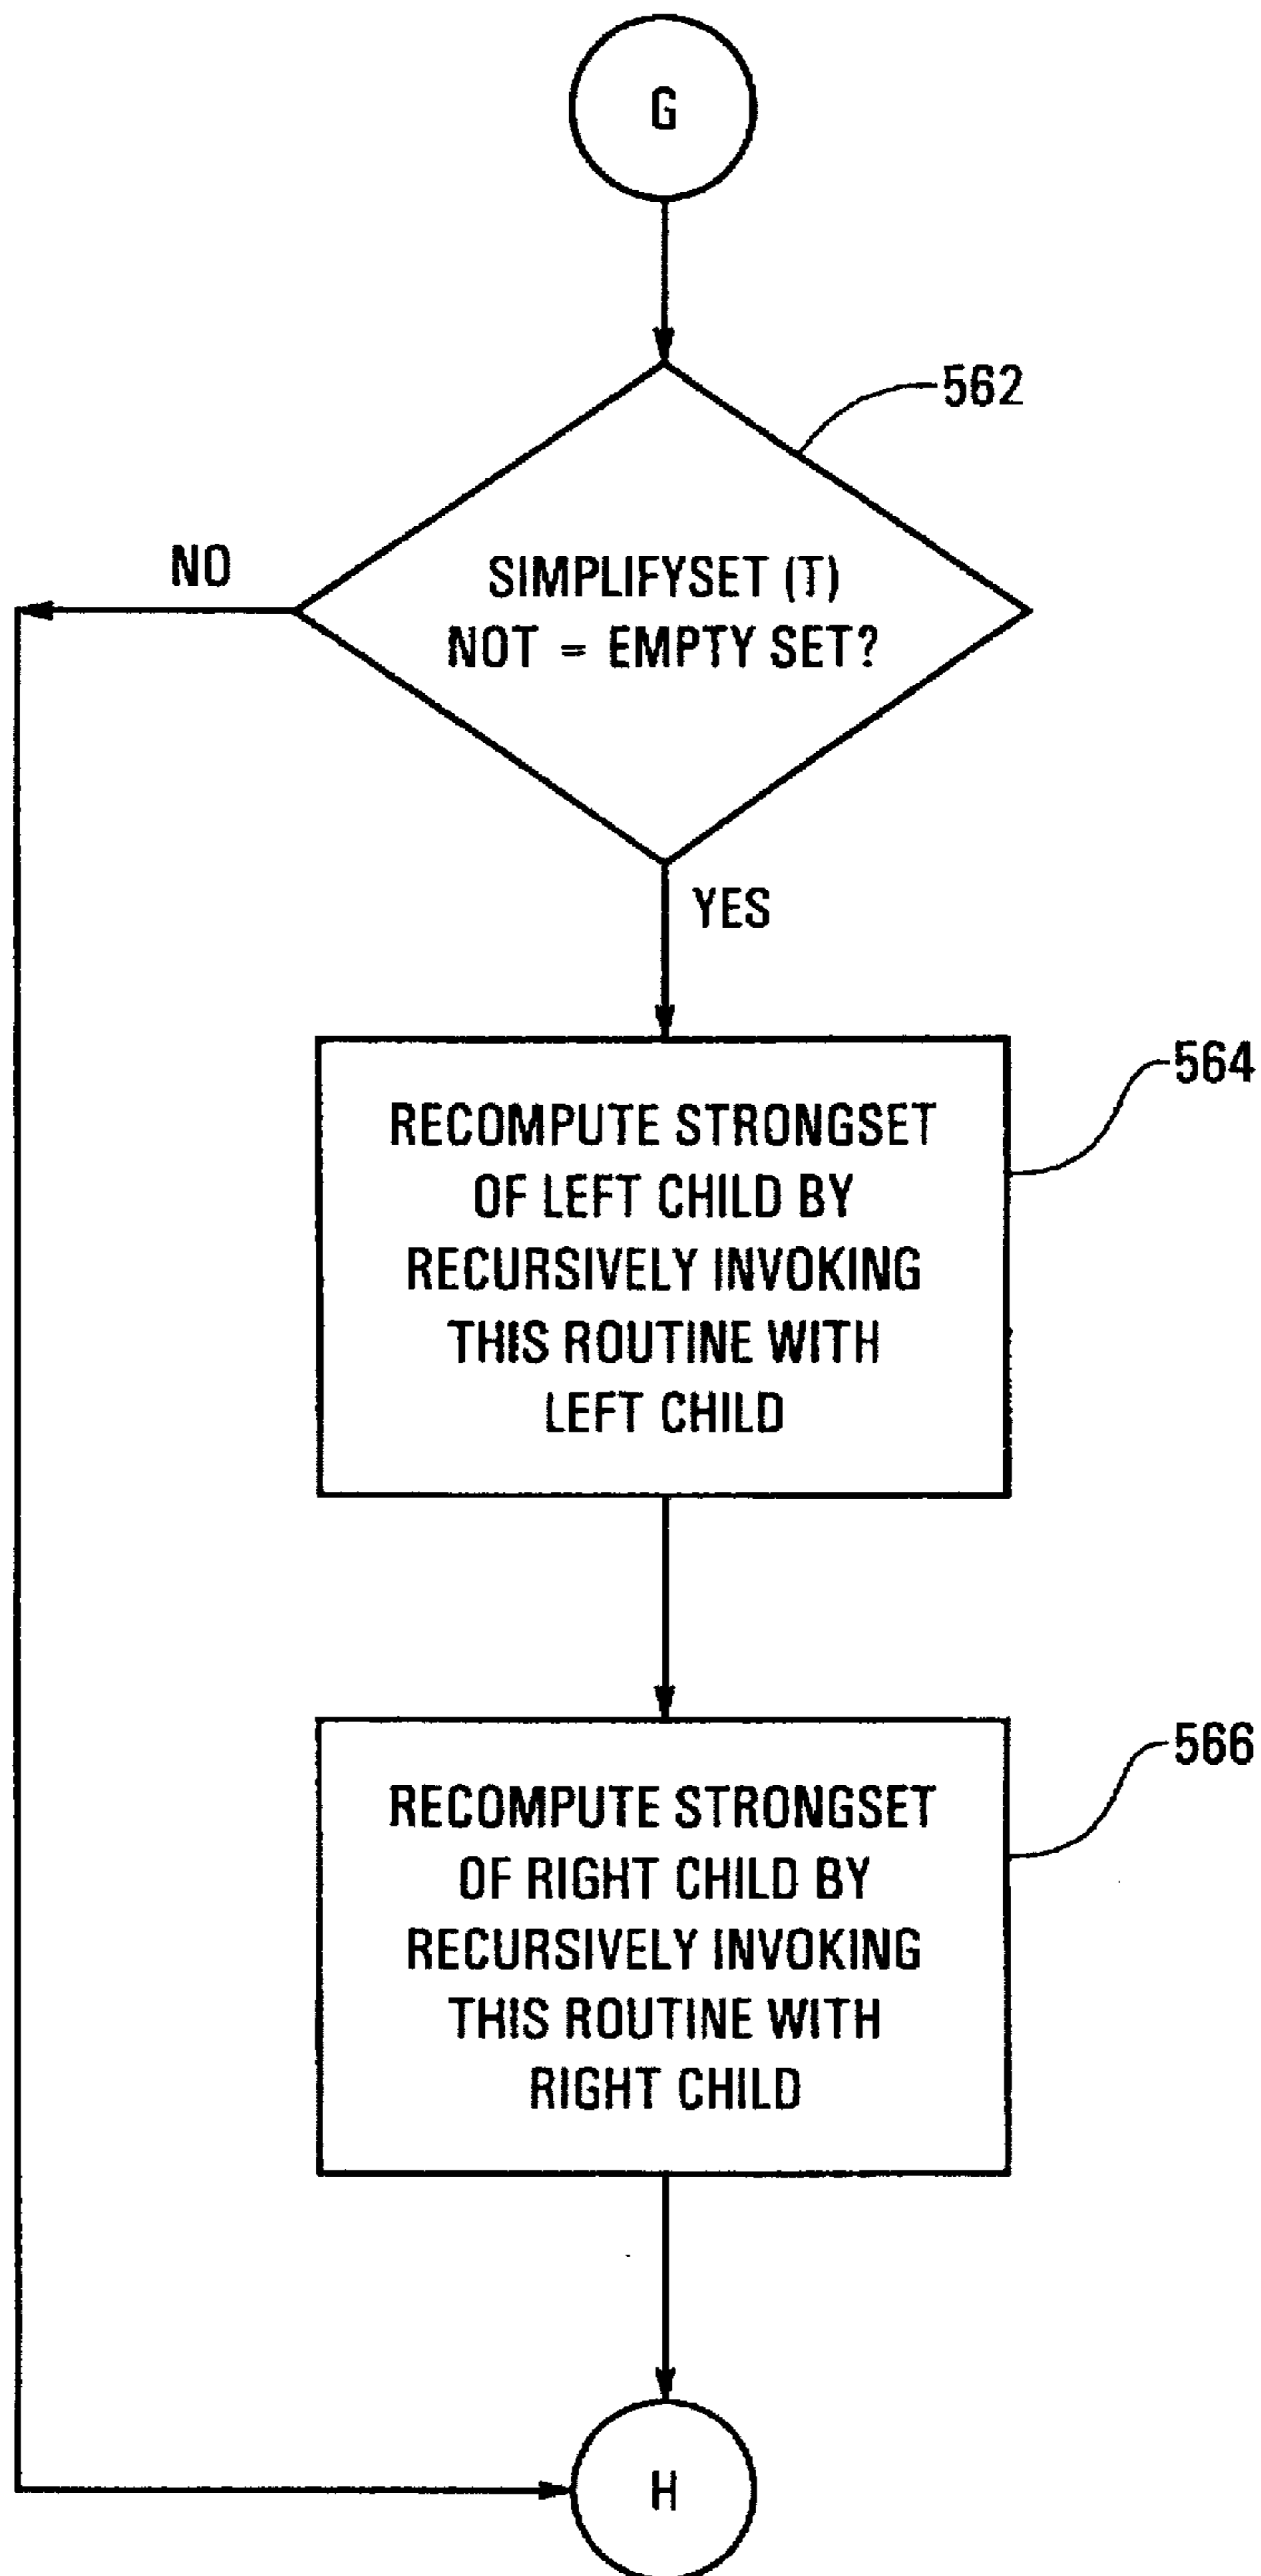 G
562
NO
SIMPLIFYSET (T)
NOT = EMPTY SET?
YES
564
RECOMPUTE STRONGSET
OF LEFT CHILD BY
RECURSIVELY INVOKING
THIS ROUTINE WITH
LEFT CHILD
566
RECOMPUTE STRONGSET
OF RIGHT CHILD BY
RECURSIVELY INVOKING
THIS ROUTINE WITH
RIGHT CHILD
H